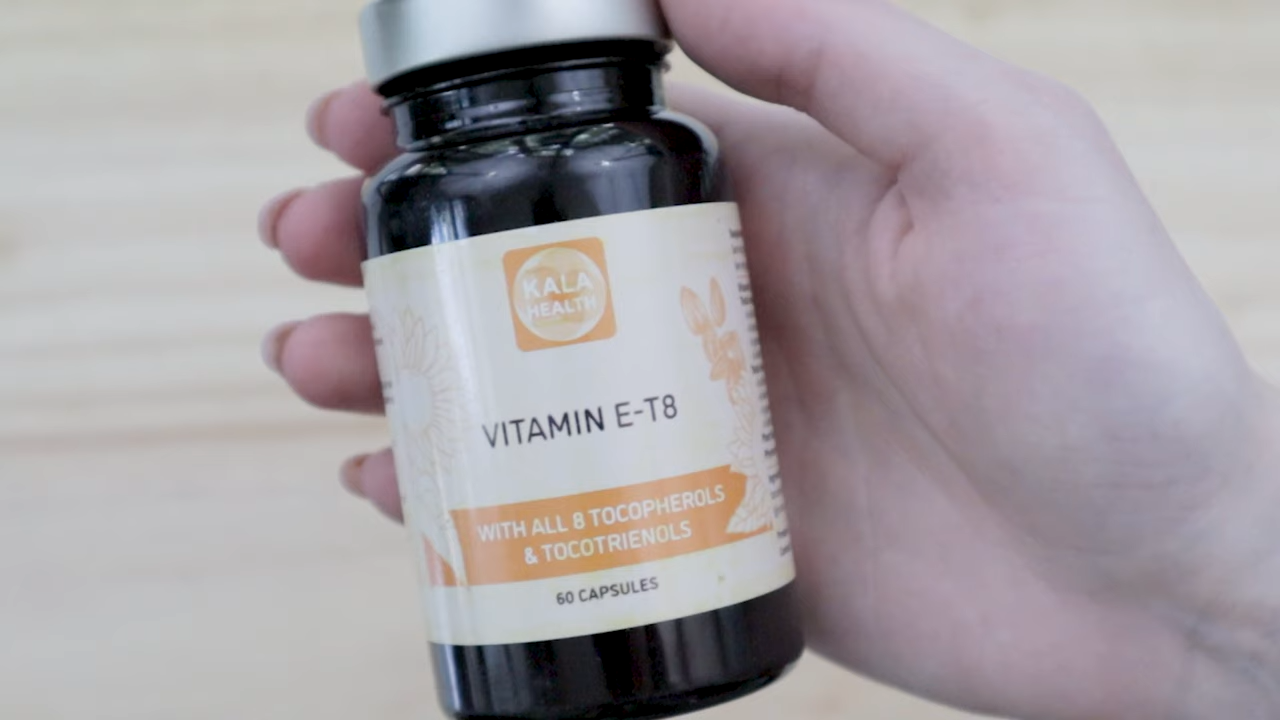 KALA
HEALTH
VITAMIN E-T8
WITH ALL 8 TOCOPHEROLS
& TOCOTRIENOLS
60 CAPSULES